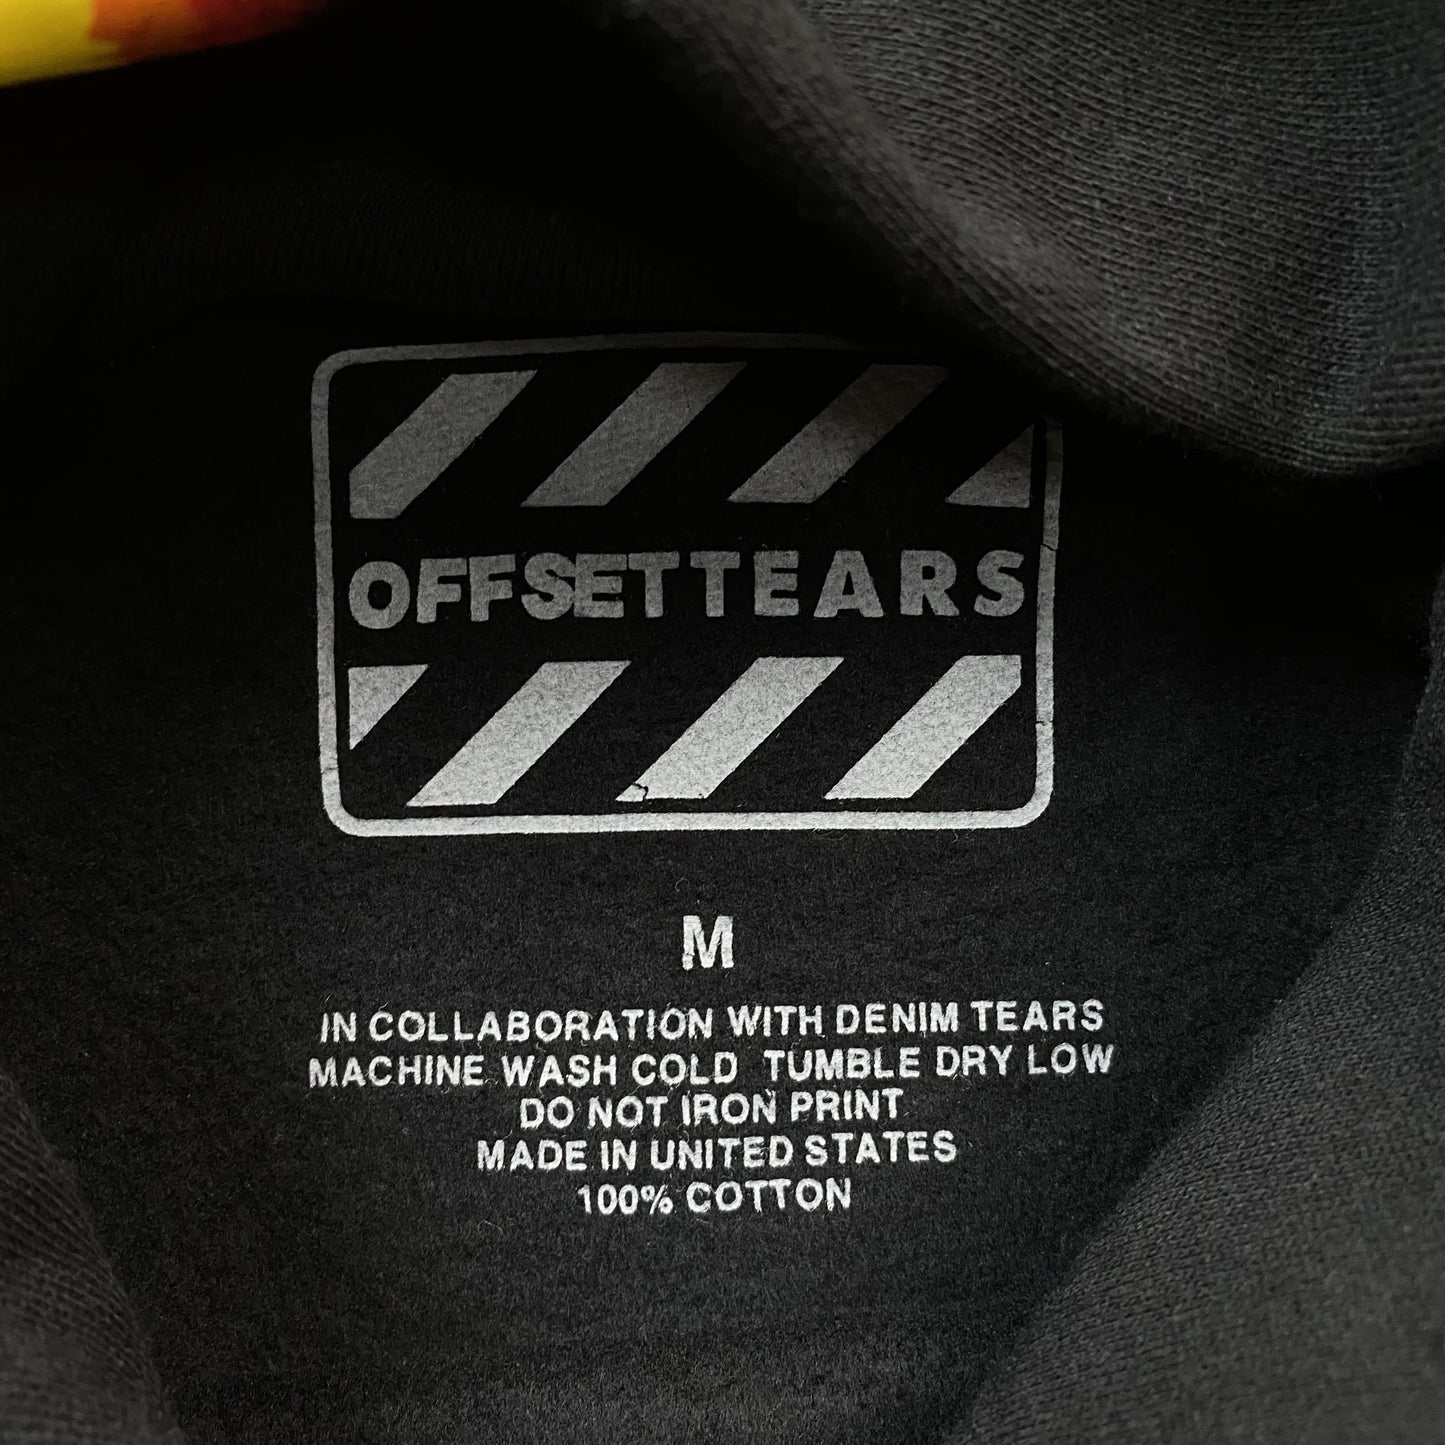 OFFSETTEARS
M
IN COLLABORATION WITH DENIM TEARS
MACHINE WASH COLD TUMBLE DRY LOW
DO NOT IRON PRINT
MADE IN UNITED STATES
100% COTTON